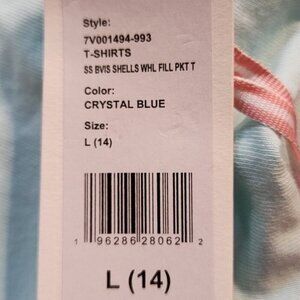 Style:
7V001494-993
T-SHIRTS
SS BVIS SHELLS WHL FILL PKT T
Color:
CRYSTAL BLUE
Size:
L (14)
1 96286 28062 2
L (14)